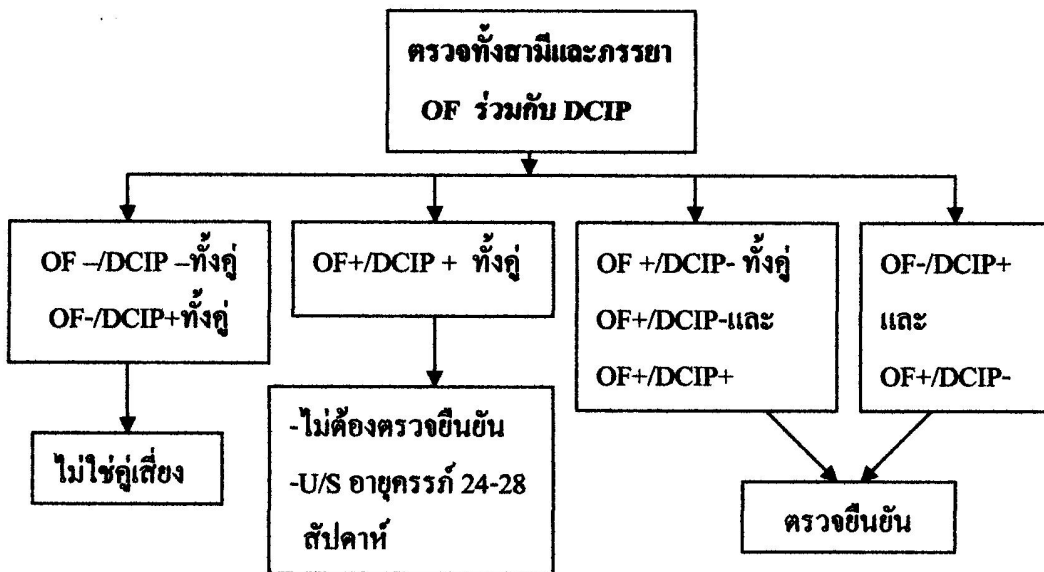 ตรวจทั้งสามีและภรรยา
OF ร่วมกับ DCIP
OF –/DCIP –ทั้งคู่
OF-/DCIP+ทั้งคู่
OF+/DCIP + ทั้งคู่
OF +/DCIP- ทั้งคู่
OF+/DCIP-และ
OF+/DCIP+
OF-/DCIP+
และ
OF+/DCIP-
ไม่ใช่คู่เสี่ยง
-ไม่ต้องตรวจยืนยัน
-U/S อายุครรภ์ 24-28
สัปดาห์
ตรวจยืนยัน